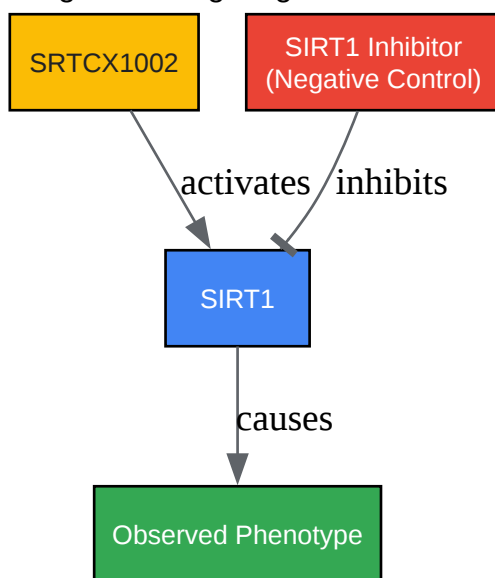 SRTCX1002
SIRT1 Inhibitor
(Negative Control)
activates
inhibits
SIRT1
causes
Observed Phenotype